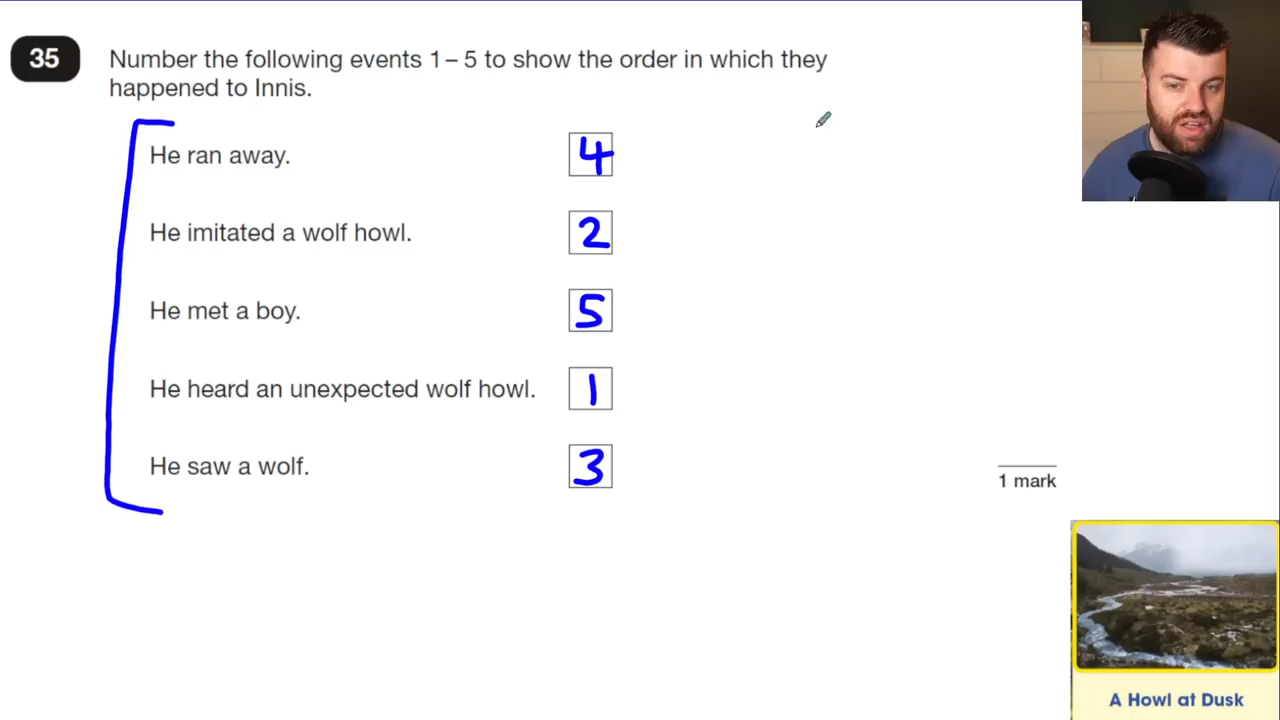 35 Number the following events 1 – 5 to show the order in which they
happened to Innis.
He ran away. 4
He imitated a wolf howl. 2
He met a boy. 5
He heard an unexpected wolf howl. 1
He saw a wolf. 3
1 mark
A Howl at Dusk